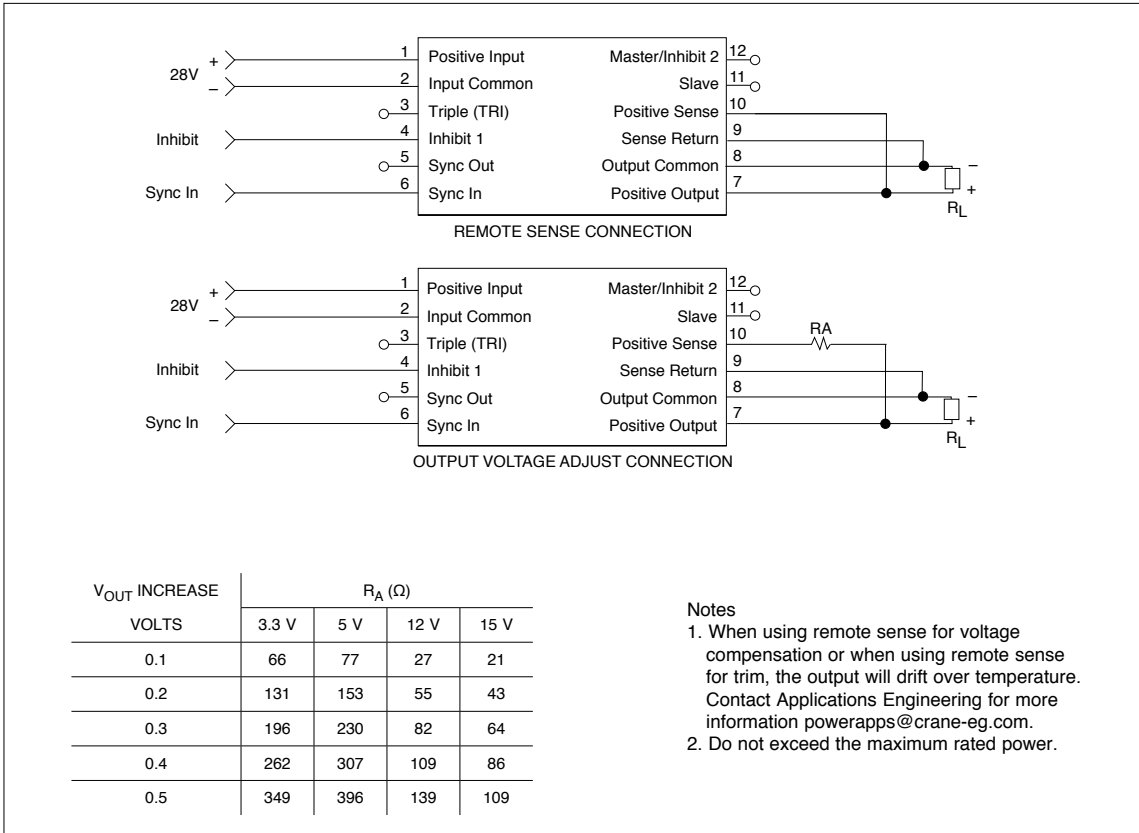 28V + 1 Positive Input Master/Inhibit 2 12
– 2 Input Common Slave 11
3 Triple (TRI) Positive Sense 10
Inhibit 4 Inhibit 1 Sense Return 9
5 Sync Out Output Common 8 –
Sync In 6 Sync In Positive Output 7 +
RL
REMOTE SENSE CONNECTION
28V + 1 Positive Input Master/Inhibit 2 12
– 2 Input Common Slave 11
3 Triple (TRI) Positive Sense 10 RA
Inhibit 4 Inhibit 1 Sense Return 9
5 Sync Out Output Common 8 –
Sync In 6 Sync In Positive Output 7 +
RL
OUTPUT VOLTAGE ADJUST CONNECTION
VOUT INCREASE RA (Ω)
VOLTS 3.3 V 5 V 12 V 15 V
0.1 66 77 27 21
0.2 131 153 55 43
0.3 196 230 82 64
0.4 262 307 109 86
0.5 349 396 139 109
Notes
1. When using remote sense for voltage
compensation or when using remote sense
for trim, the output will drift over temperature.
Contact Applications Engineering for more
information powerapps@crane-eg.com.
2. Do not exceed the maximum rated power.